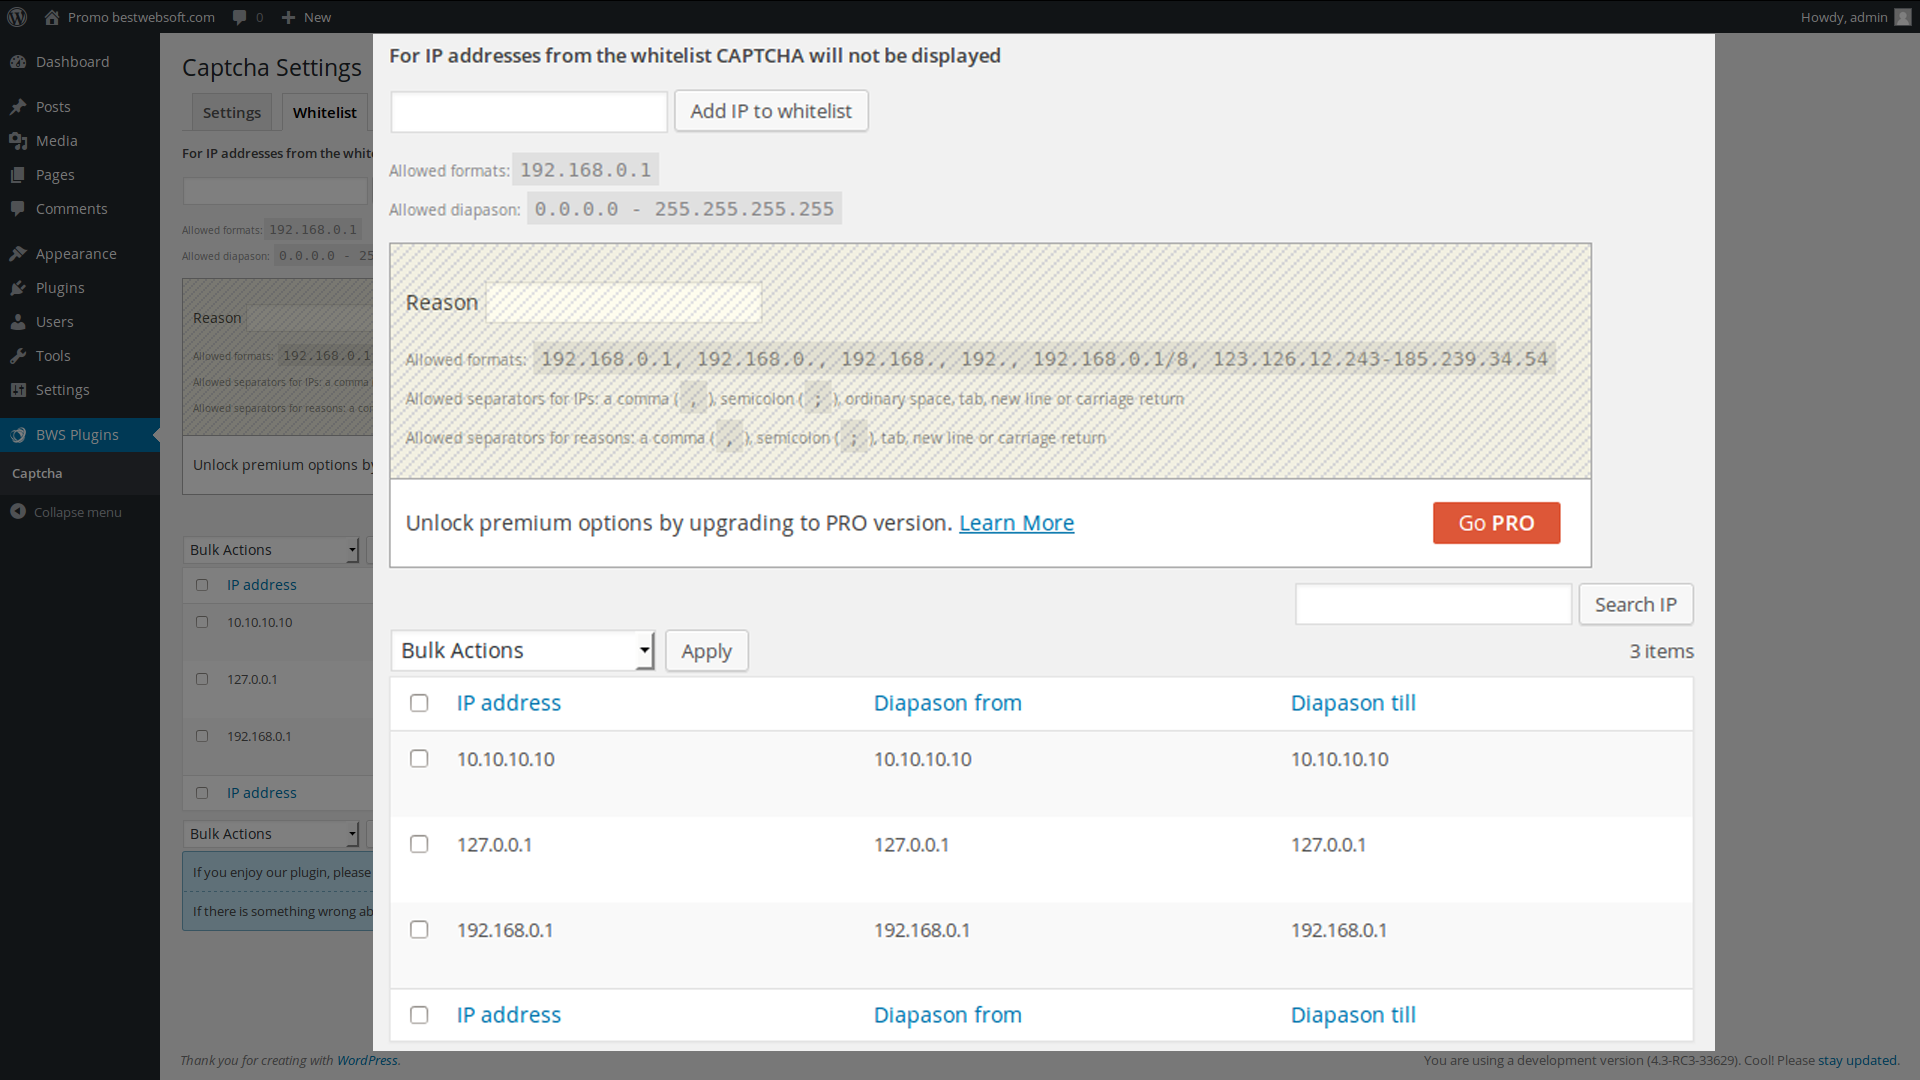 Promo bestwebsoft.com 0 New Howdy, admin
Dashboard
Posts
Media
Pages
Comments
Appearance
Plugins
Users
Tools
Settings
BWS Plugins
Captcha
Collapse menu
Captcha Settings
Settings Whitelist
For IP addresses from the white
Allowed formats: 192.168.0.1
Allowed diapason: 0.0.0.0 - 25
Reason
Allowed formats: 192.168.0.1
Allowed separators for IPs: a comma
Allowed separators for reasons: a co
Unlock premium options by
Bulk Actions
IP address
10.10.10.10
127.0.0.1
192.168.0.1
IP address
Bulk Actions
If you enjoy our plugin, please
If there is something wrong ab
For IP addresses from the whitelist CAPTCHA will not be displayed
Add IP to whitelist
Allowed formats: 192.168.0.1
Allowed diapason: 0.0.0.0 - 255.255.255.255
Reason
Allowed formats: 192.168.0.1, 192.168.0., 192.168., 192., 192.168.0.1/8, 123.126.12.243-185.239.34.54
Allowed separators for IPs: a comma ( , ), semicolon ( ; ), ordinary space, tab, new line or carriage return
Allowed separators for reasons: a comma ( , ), semicolon ( ; ), tab, new line or carriage return
Unlock premium options by upgrading to PRO version. Learn More Go PRO
Search IP
Bulk Actions Apply 3 items
IP address Diapason from Diapason till
10.10.10.10 10.10.10.10 10.10.10.10
127.0.0.1 127.0.0.1 127.0.0.1
192.168.0.1 192.168.0.1 192.168.0.1
IP address Diapason from Diapason till
Thank you for creating with WordPress. You are using a development version (4.3-RC3-33629). Cool! Please stay updated.